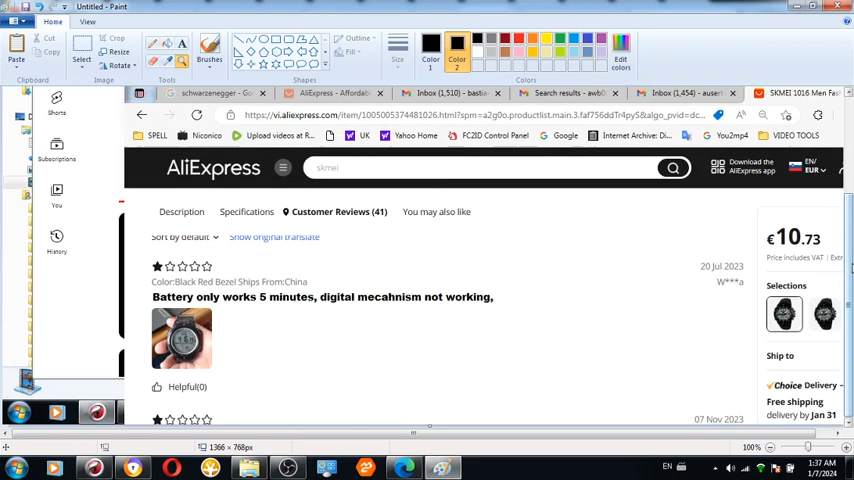 Untitled - Paint
Home View
Paste
Cut
Copy
Clipboard
Select
Crop
Resize
Rotate
Image
Tools
Brushes
Shapes
Outline
Fill
Size
Color 1
Color 2
Colors
Edit colors
schwarzenegger - Go
AliExpress - Affordabl
Inbox (1,510) - bastia
Search results - awb0
Inbox (1,454) - ausert
SKMEI 1016 Men Fash
https://vi.aliexpress.com/item/1005005374481026.html?spm=a2g0o.productlist.main.3.faf756ddTr4pyS&algo_pvid=dc...
SPELL Niconico Upload videos at R... UK Yahoo Home FC2ID Control Panel Google Internet Archive: Di... You2mp4 VIDEO TOOLS
Shorts
Subscriptions
You
History
AliExpress
skmei
Download the AliExpress app
EN/
EUR
Description Specifications Customer Reviews (41) You may also like
Sort by default Show original translate
20 Jul 2023
Color:Black Red Bezel Ships From:China
W***a
Battery only works 5 minutes, digital mecahnism not working,
Helpful(0)
07 Nov 2023
€10.73
Price includes VAT
Selections
Ship to
Choice Delivery
Free shipping
delivery by Jan 31
1366 × 768px
100%
EN
1:37 AM
1/7/2024